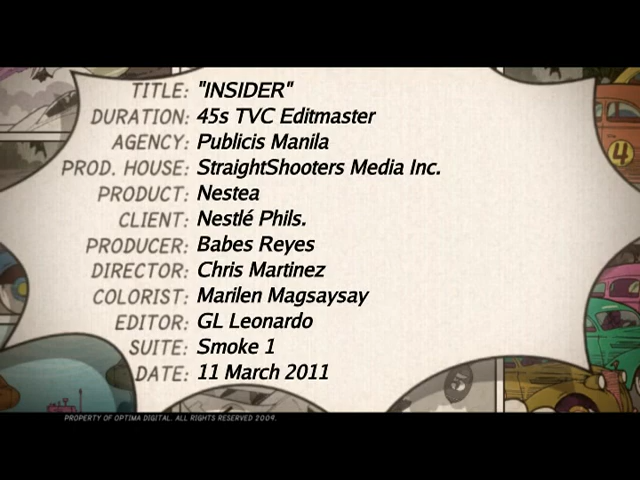 TITLE: "INSIDER"
DURATION: 45s TVC Editmaster
AGENCY: Publicis Manila
PROD. HOUSE: StraightShooters Media Inc.
PRODUCT: Nestea
CLIENT: Nestlé Phils.
PRODUCER: Babes Reyes
DIRECTOR: Chris Martinez
COLORIST: Marilen Magsaysay
EDITOR: GL Leonardo
SUITE: Smoke 1
DATE: 11 March 2011
PROPERTY OF OPTIMA DIGITAL. ALL RIGHTS RESERVED 2009.
4